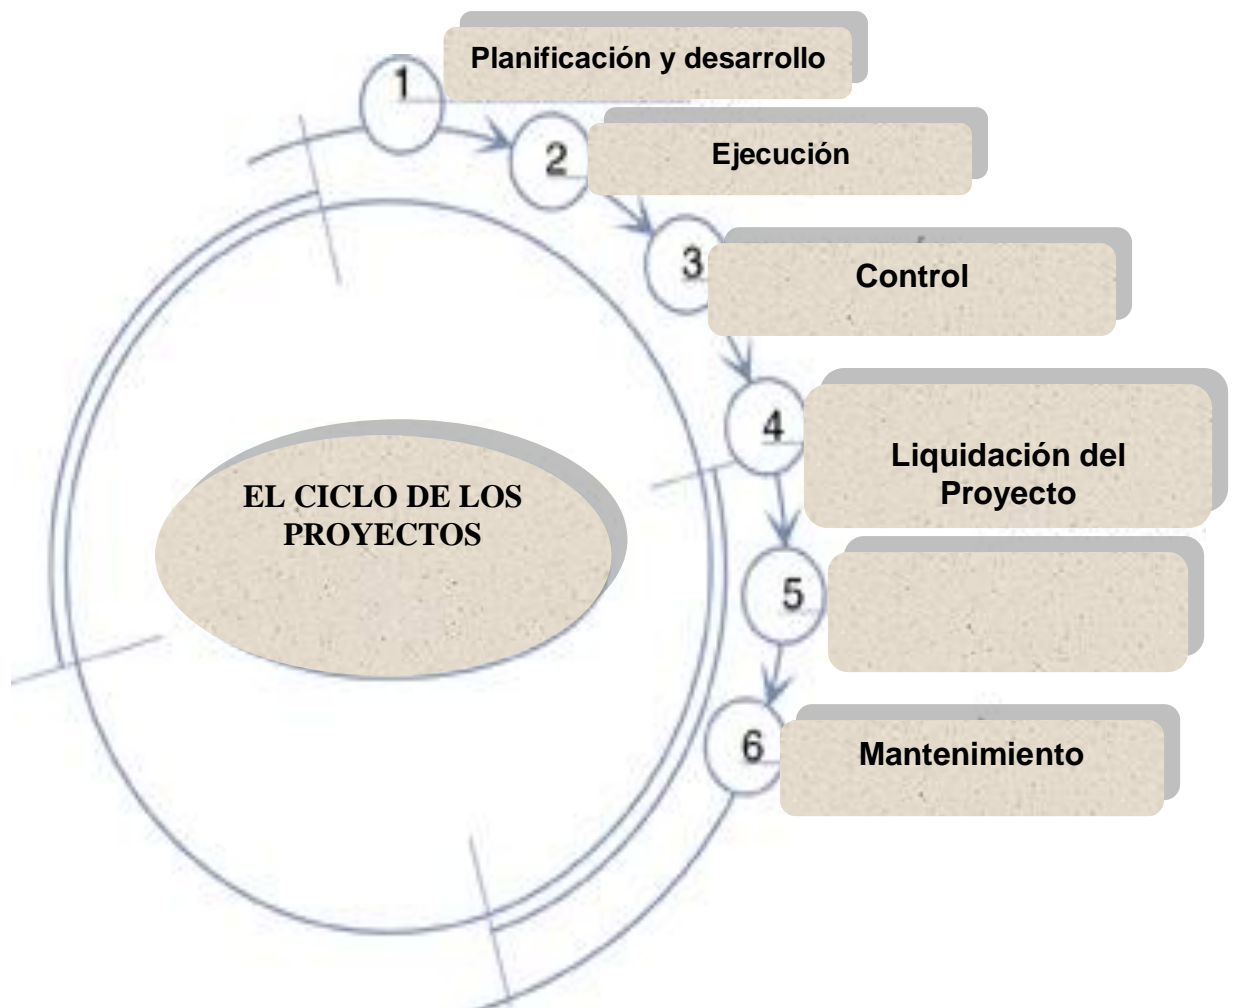 1
Planificación y desarrollo
2
Ejecución
3
Control
4
Liquidación del
Proyecto
EL CICLO DE LOS
PROYECTOS
5
6
Mantenimiento